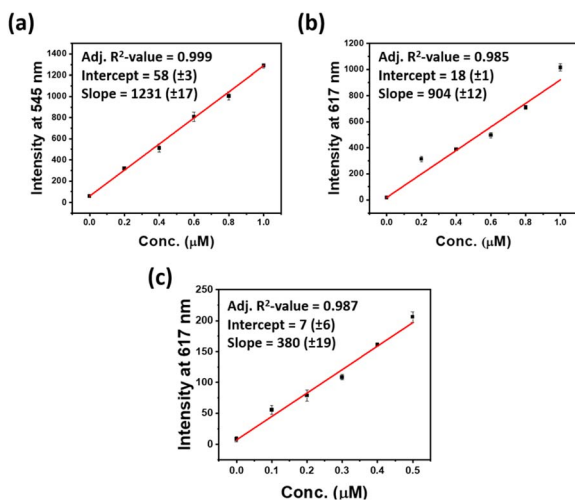 (a)
Adj. R²-value = 0.999
Intercept = 58 (±3)
Slope = 1231 (±17)
Intensity at 545 nm
1400
1200
1000
800
600
400
200
0
0.0 0.2 0.4 0.6 0.8 1.0
Conc. (μM)
(b)
Adj. R²-value = 0.985
Intercept = 18 (±1)
Slope = 904 (±12)
Intensity at 617 nm
1000
800
600
400
200
0
0.0 0.2 0.4 0.6 0.8 1.0
Conc. (μM)
(c)
Adj. R²-value = 0.987
Intercept = 7 (±6)
Slope = 380 (±19)
Intensity at 617 nm
250
200
150
100
50
0
0.0 0.1 0.2 0.3 0.4 0.5
Conc. (μM)